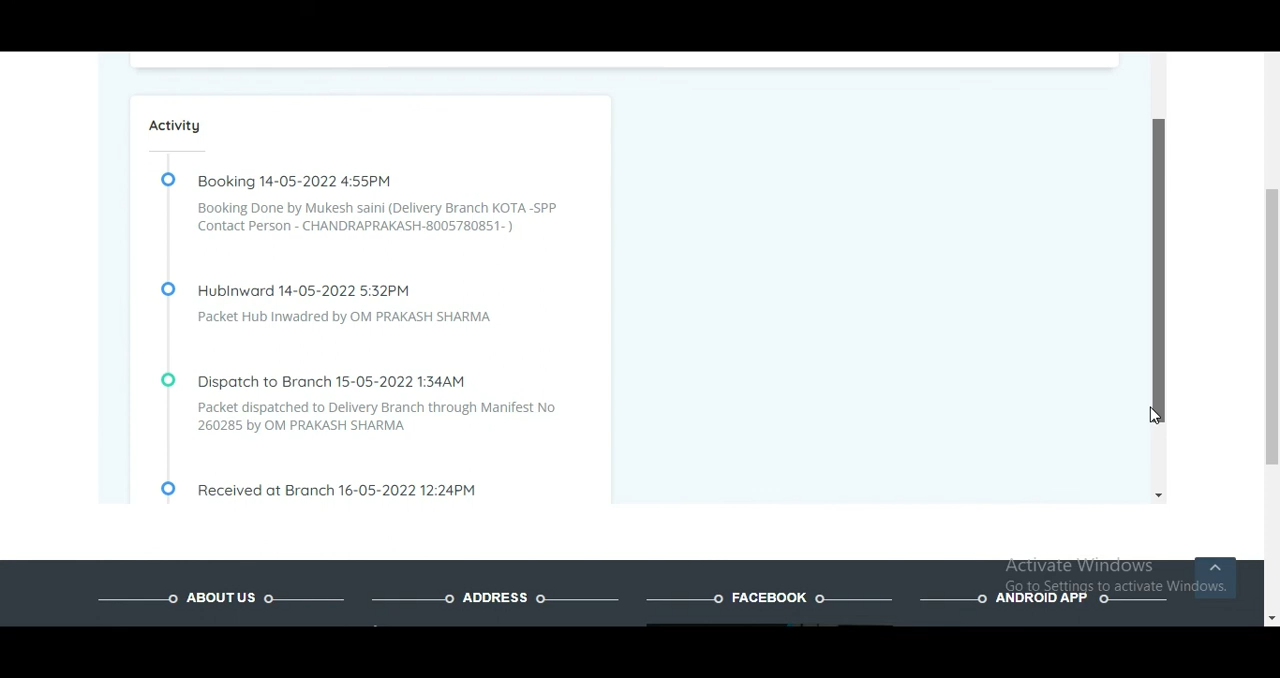 Activity
Booking 14-05-2022 4:55PM
Booking Done by Mukesh saini (Delivery Branch KOTA -SPP
Contact Person - CHANDRAPRAKASH-8005780851- )
HubInward 14-05-2022 5:32PM
Packet Hub Inwadred by OM PRAKASH SHARMA
Dispatch to Branch 15-05-2022 1:34AM
Packet dispatched to Delivery Branch through Manifest No
260285 by OM PRAKASH SHARMA
Received at Branch 16-05-2022 12:24PM
Activate Windows
Go to Settings to activate Windows.
ABOUT US
ADDRESS
FACEBOOK
ANDROID APP